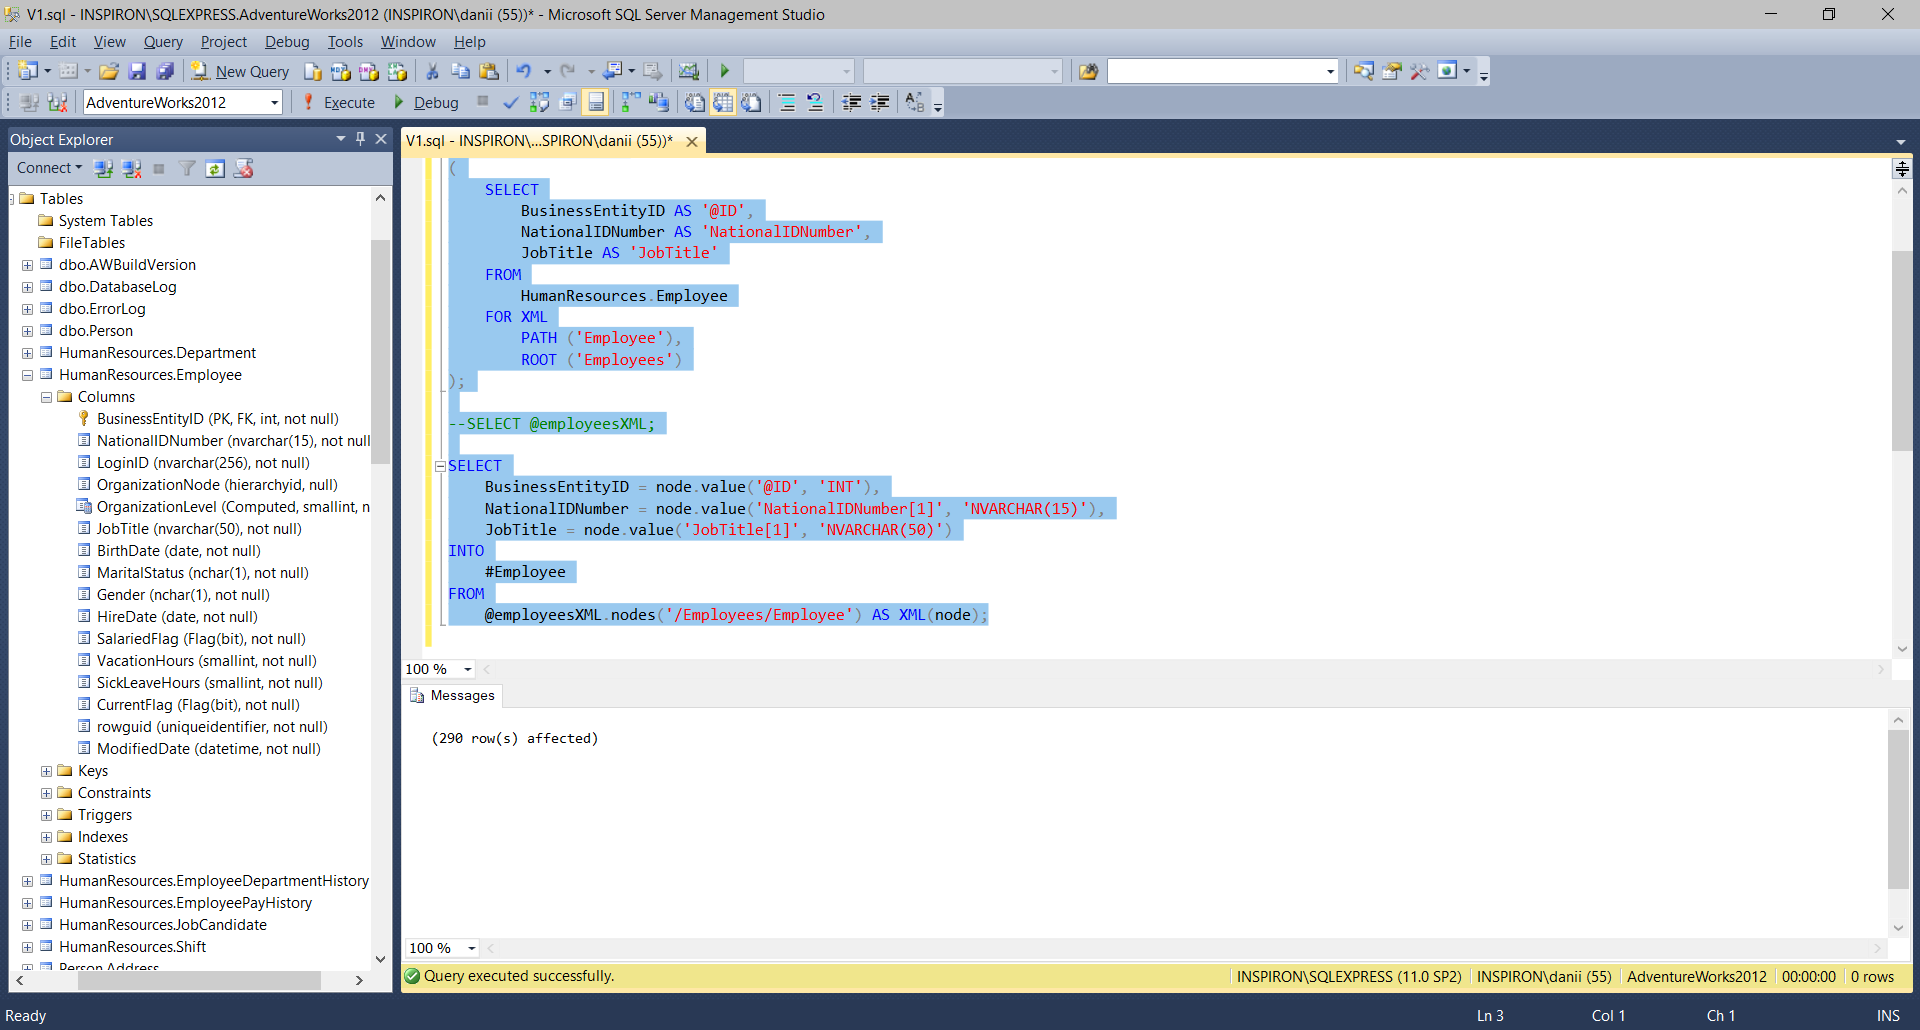 V1.sql - INSPIRON\SQLEXPRESS.AdventureWorks2012 (INSPIRON\danii (55))* - Microsoft SQL Server Management Studio
File Edit View Query Project Debug Tools Window Help
New Query
AdventureWorks2012 Execute Debug
Object Explorer
Connect
Tables
System Tables
FileTables
dbo.AWBuildVersion
dbo.DatabaseLog
dbo.ErrorLog
dbo.Person
HumanResources.Department
HumanResources.Employee
Columns
BusinessEntityID (PK, FK, int, not null)
NationalIDNumber (nvarchar(15), not null
LoginID (nvarchar(256), not null)
OrganizationNode (hierarchyid, null)
OrganizationLevel (Computed, smallint, n
JobTitle (nvarchar(50), not null)
BirthDate (date, not null)
MaritalStatus (nchar(1), not null)
Gender (nchar(1), not null)
HireDate (date, not null)
SalariedFlag (Flag(bit), not null)
VacationHours (smallint, not null)
SickLeaveHours (smallint, not null)
CurrentFlag (Flag(bit), not null)
rowguid (uniqueidentifier, not null)
ModifiedDate (datetime, not null)
Keys
Constraints
Triggers
Indexes
Statistics
HumanResources.EmployeeDepartmentHistory
HumanResources.EmployeePayHistory
HumanResources.JobCandidate
HumanResources.Shift
Person.Address
V1.sql - INSPIRON\...SPIRON\danii (55))*
(
SELECT
BusinessEntityID AS '@ID',
NationalIDNumber AS 'NationalIDNumber',
JobTitle AS 'JobTitle'
FROM
HumanResources.Employee
FOR XML
PATH ('Employee'),
ROOT ('Employees')
);
--SELECT @employeesXML;
SELECT
BusinessEntityID = node.value('@ID', 'INT'),
NationalIDNumber = node.value('NationalIDNumber[1]', 'NVARCHAR(15)'),
JobTitle = node.value('JobTitle[1]', 'NVARCHAR(50)')
INTO
#Employee
FROM
@employeesXML.nodes('/Employees/Employee') AS XML(node);
100 %
Messages
(290 row(s) affected)
100 %
Query executed successfully. INSPIRON\SQLEXPRESS (11.0 SP2) INSPIRON\danii (55) AdventureWorks2012 00:00:00 0 rows
Ready Ln 3 Col 1 Ch 1 INS